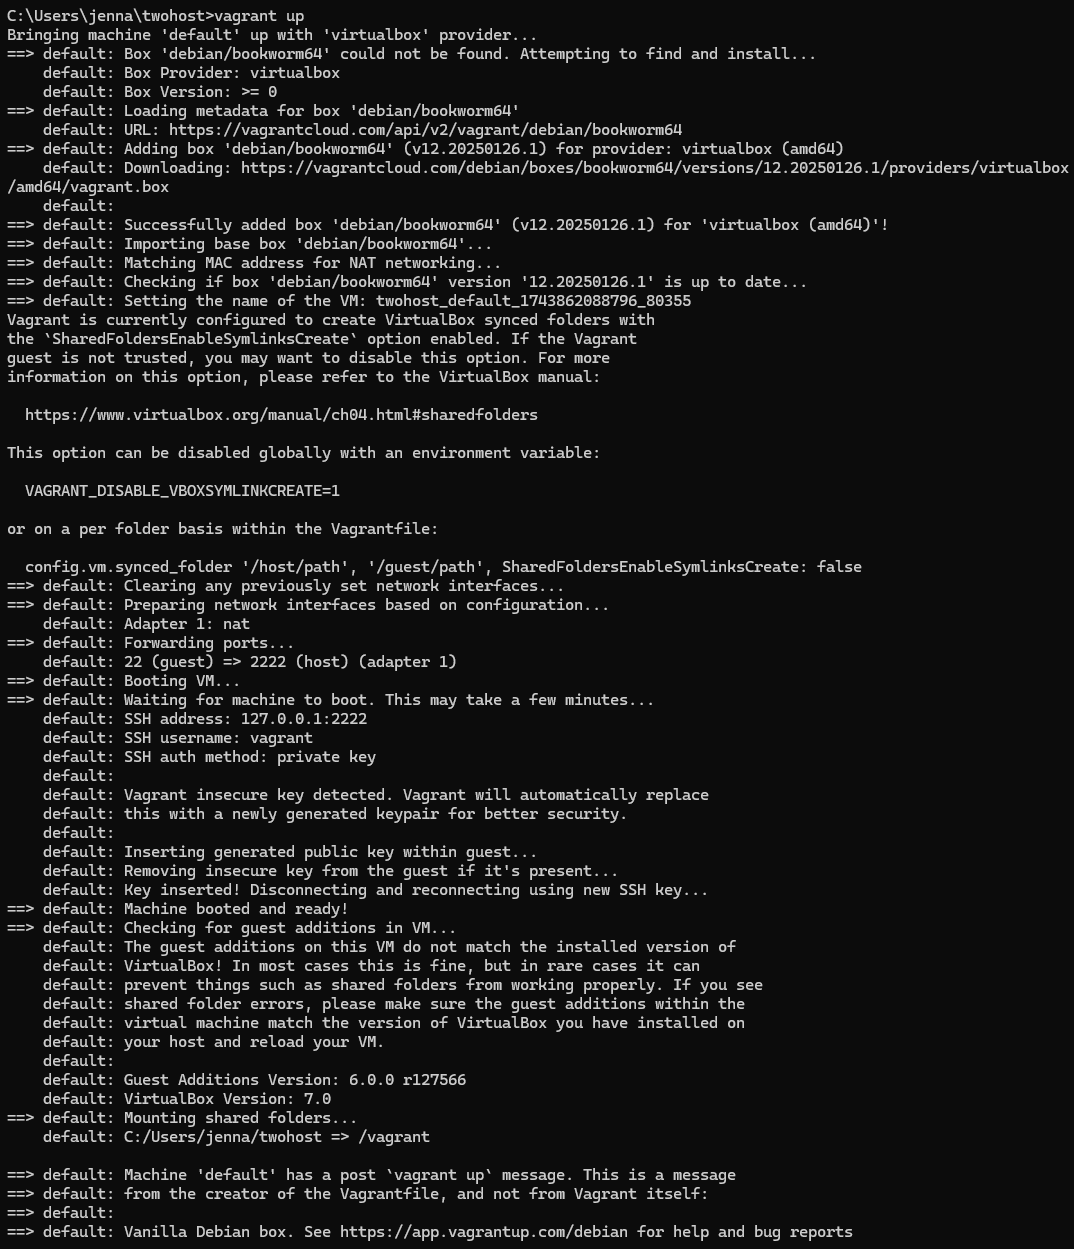 C:\Users\jenna\twohost>vagrant up
Bringing machine 'default' up with 'virtualbox' provider...
==> default: Box 'debian/bookworm64' could not be found. Attempting to find and install...
    default: Box Provider: virtualbox
    default: Box Version: >= 0
==> default: Loading metadata for box 'debian/bookworm64'
    default: URL: https://vagrantcloud.com/api/v2/vagrant/debian/bookworm64
==> default: Adding box 'debian/bookworm64' (v12.20250126.1) for provider: virtualbox (amd64)
    default: Downloading: https://vagrantcloud.com/debian/boxes/bookworm64/versions/12.20250126.1/providers/virtualbox
/amd64/vagrant.box
    default:
==> default: Successfully added box 'debian/bookworm64' (v12.20250126.1) for 'virtualbox (amd64)'!
==> default: Importing base box 'debian/bookworm64'...
==> default: Matching MAC address for NAT networking...
==> default: Checking if box 'debian/bookworm64' version '12.20250126.1' is up to date...
==> default: Setting the name of the VM: twohost_default_1743862088796_80355
Vagrant is currently configured to create VirtualBox synced folders with
the `SharedFoldersEnableSymlinksCreate` option enabled. If the Vagrant
guest is not trusted, you may want to disable this option. For more
information on this option, please refer to the VirtualBox manual:

  https://www.virtualbox.org/manual/ch04.html#sharedfolders

This option can be disabled globally with an environment variable:

  VAGRANT_DISABLE_VBOXSYMLINKCREATE=1

or on a per folder basis within the Vagrantfile:

  config.vm.synced_folder '/host/path', '/guest/path', SharedFoldersEnableSymlinksCreate: false
==> default: Clearing any previously set network interfaces...
==> default: Preparing network interfaces based on configuration...
    default: Adapter 1: nat
==> default: Forwarding ports...
    default: 22 (guest) => 2222 (host) (adapter 1)
==> default: Booting VM...
==> default: Waiting for machine to boot. This may take a few minutes...
    default: SSH address: 127.0.0.1:2222
    default: SSH username: vagrant
    default: SSH auth method: private key
    default:
    default: Vagrant insecure key detected. Vagrant will automatically replace
    default: this with a newly generated keypair for better security.
    default:
    default: Inserting generated public key within guest...
    default: Removing insecure key from the guest if it's present...
    default: Key inserted! Disconnecting and reconnecting using new SSH key...
==> default: Machine booted and ready!
==> default: Checking for guest additions in VM...
    default: The guest additions on this VM do not match the installed version of
    default: VirtualBox! In most cases this is fine, but in rare cases it can
    default: prevent things such as shared folders from working properly. If you see
    default: shared folder errors, please make sure the guest additions within the
    default: virtual machine match the version of VirtualBox you have installed on
    default: your host and reload your VM.
    default:
    default: Guest Additions Version: 6.0.0 r127566
    default: VirtualBox Version: 7.0
==> default: Mounting shared folders...
    default: C:/Users/jenna/twohost => /vagrant

==> default: Machine 'default' has a post `vagrant up` message. This is a message
==> default: from the creator of the Vagrantfile, and not from Vagrant itself:
==> default:
==> default: Vanilla Debian box. See https://app.vagrantup.com/debian for help and bug reports